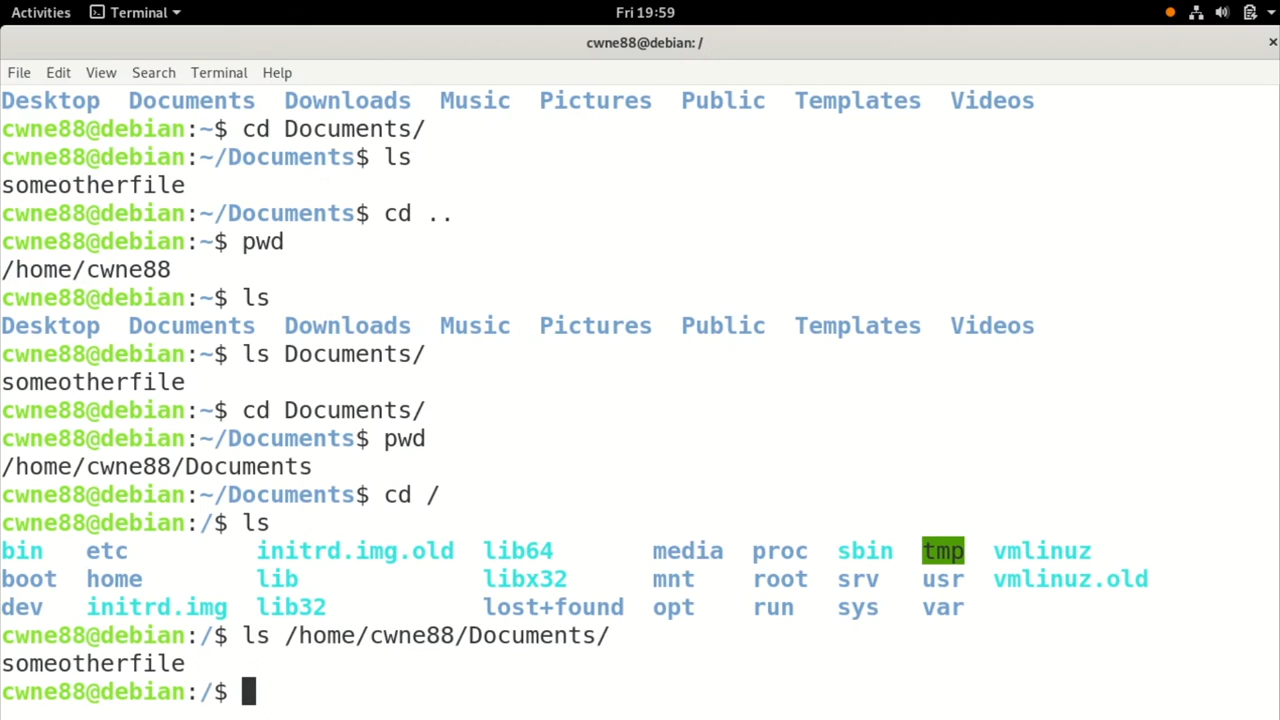 Activities Terminal Fri 19:59
cwne88@debian: /
File Edit View Search Terminal Help
Desktop Documents Downloads Music Pictures Public Templates Videos
cwne88@debian:~$ cd Documents/
cwne88@debian:~/Documents$ ls
someotherfile
cwne88@debian:~/Documents$ cd ..
cwne88@debian:~$ pwd
/home/cwne88
cwne88@debian:~$ ls
Desktop Documents Downloads Music Pictures Public Templates Videos
cwne88@debian:~$ ls Documents/
someotherfile
cwne88@debian:~$ cd Documents/
cwne88@debian:~/Documents$ pwd
/home/cwne88/Documents
cwne88@debian:~/Documents$ cd /
cwne88@debian:/$ ls
bin etc initrd.img.old lib64 media proc sbin tmp vmlinuz
boot home lib libx32 mnt root srv usr vmlinuz.old
dev initrd.img lib32 lost+found opt run sys var
cwne88@debian:/$ ls /home/cwne88/Documents/
someotherfile
cwne88@debian:/$